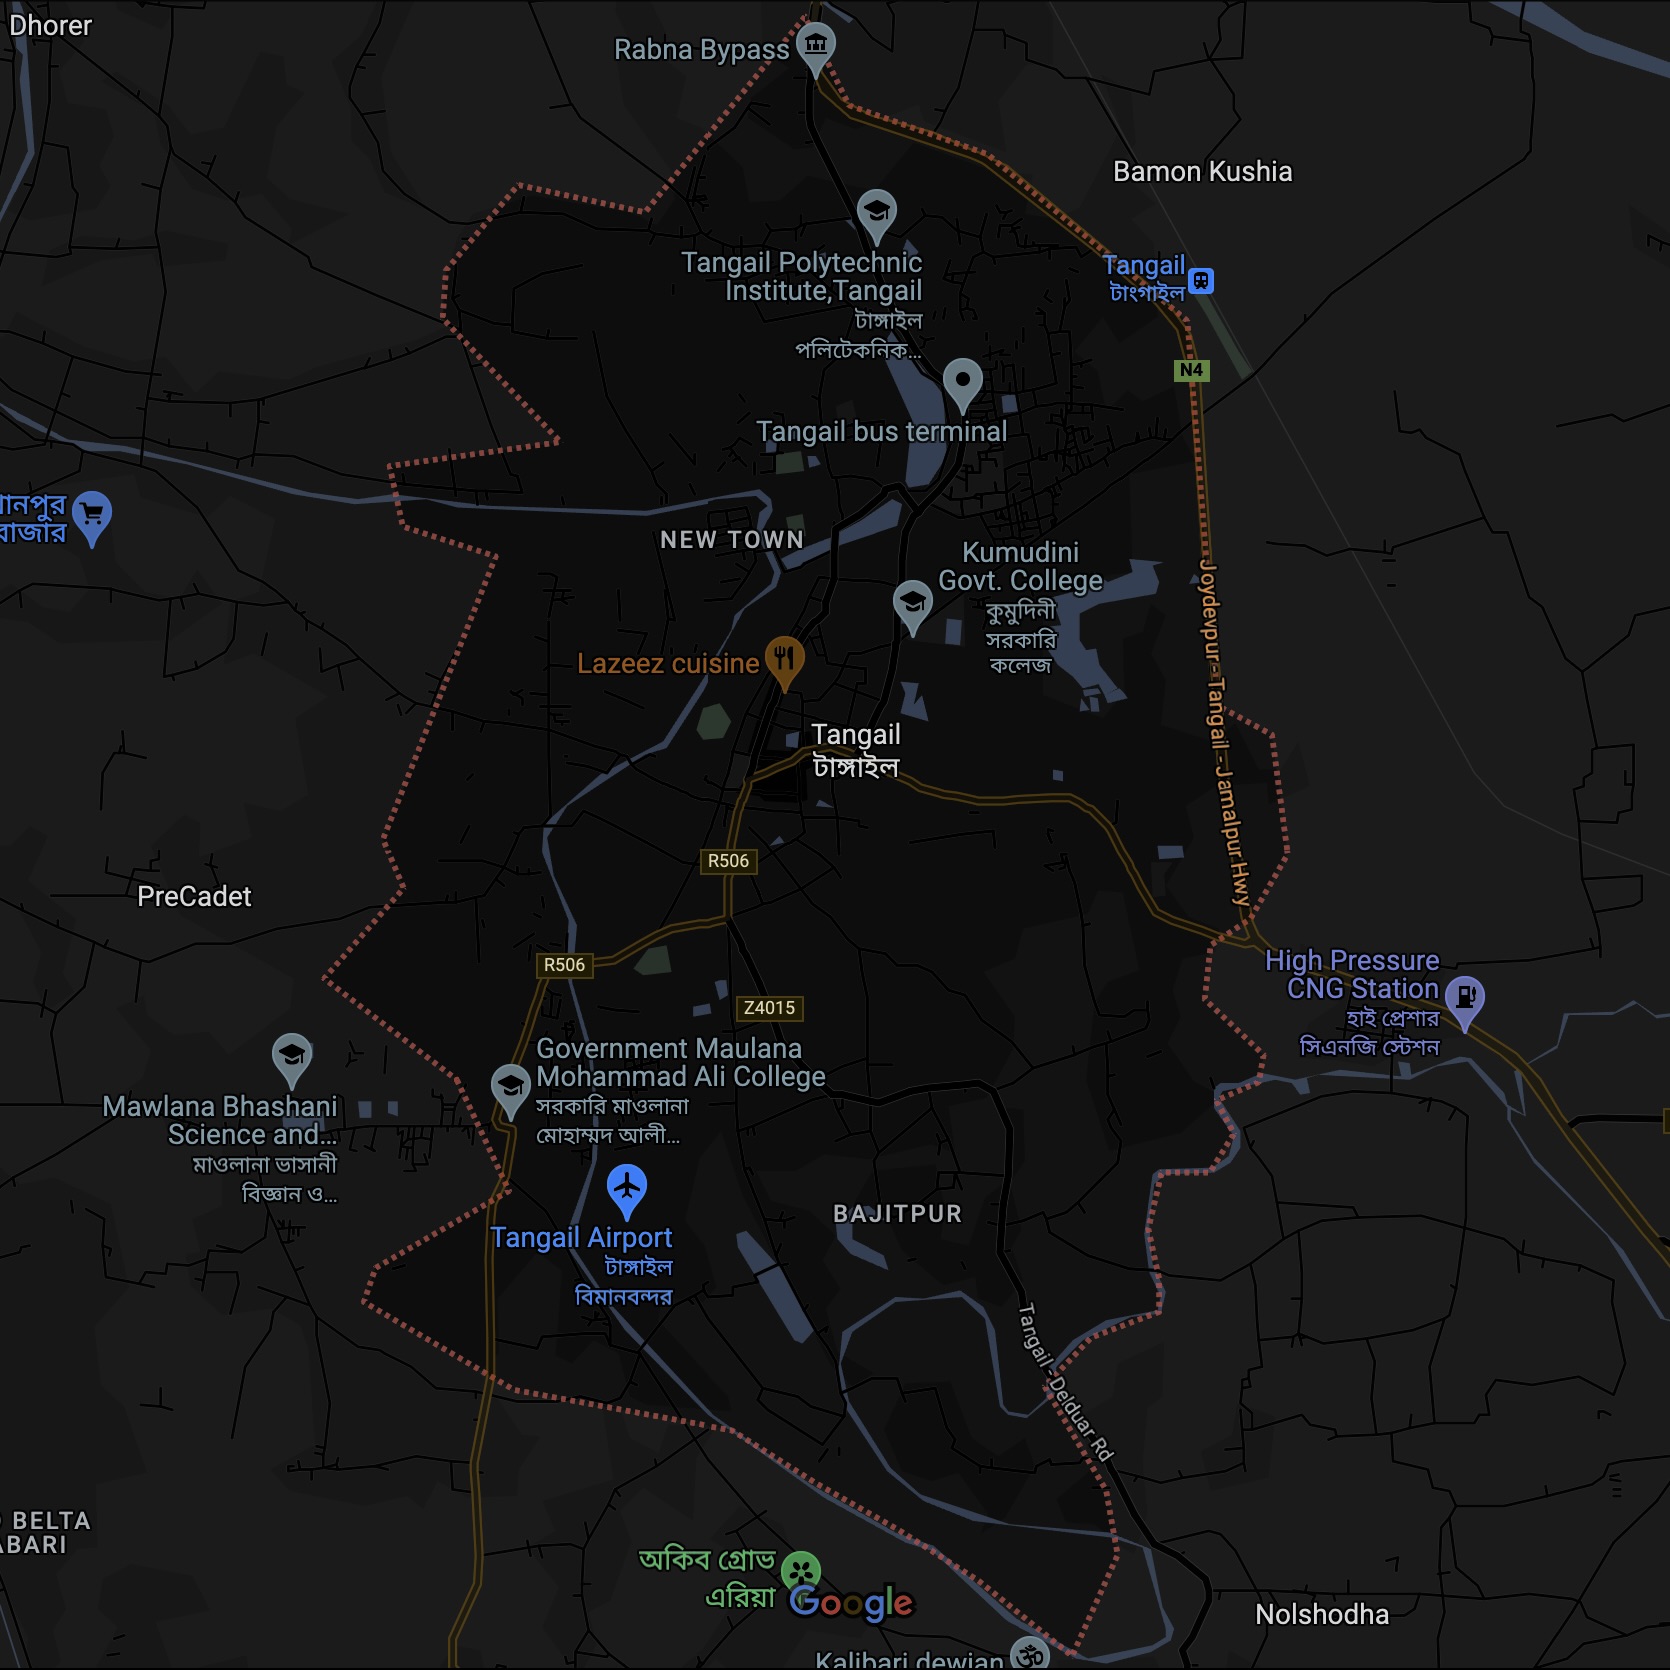 Dhorer
Rabna Bypass
Bamon Kushia
Tangail Polytechnic
Institute,Tangail
টাঙ্গাইল
পলিটেকনিক...
Tangail
টাংগাইল
N4
Tangail bus terminal
নপুর
বাজার
NEW TOWN
Kumudini
Govt. College
কুমুদিনী
সরকারি
কলেজ
Joydevpur - Tangail - Jamalpur Hwy
Lazeez cuisine
Tangail
টাঙ্গাইল
R506
PreCadet
R506
High Pressure
CNG Station
হাই প্রেশার
সিএনজি স্টেশন
Z4015
Government Maulana
Mohammad Ali College
সরকারি মাওলানা
মোহাম্মদ আলী...
Mawlana Bhashani
Science and...
মাওলানা ভাসানী
বিজ্ঞান ও...
Tangail Airport
টাঙ্গাইল
বিমানবন্দর
BAJITPUR
Tangail - Delduar Rd
BELTA
ABARI
অকিব গ্রোভ
এরিয়া
Google
Nolshodha
Kalibari dewian